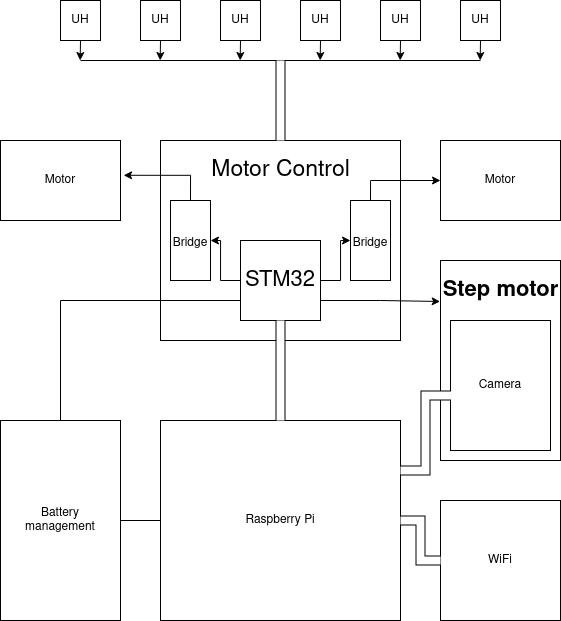 UH
UH
UH
UH
UH
UH
Motor Control
Motor
Motor
Bridge
Bridge
STM32
Step motor
Camera
Battery
management
Raspberry Pi
WiFi